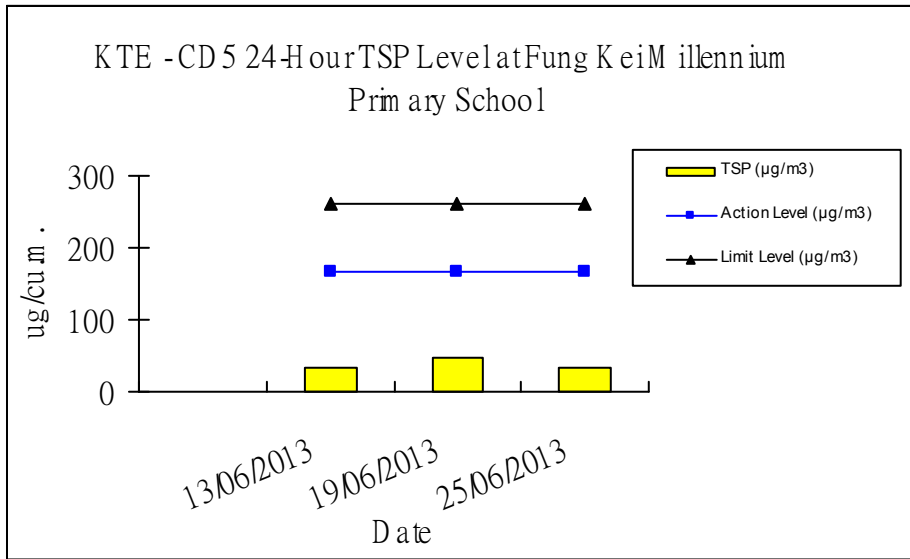 KTE - CD5 24-Hour TSP Level at Fung Kei Millennium
Primary School
300
200
100
0
ug/cu.m.
13/06/2013
19/06/2013
25/06/2013
Date
TSP (µg/m3)
Action Level (µg/m3)
Limit Level (µg/m3)